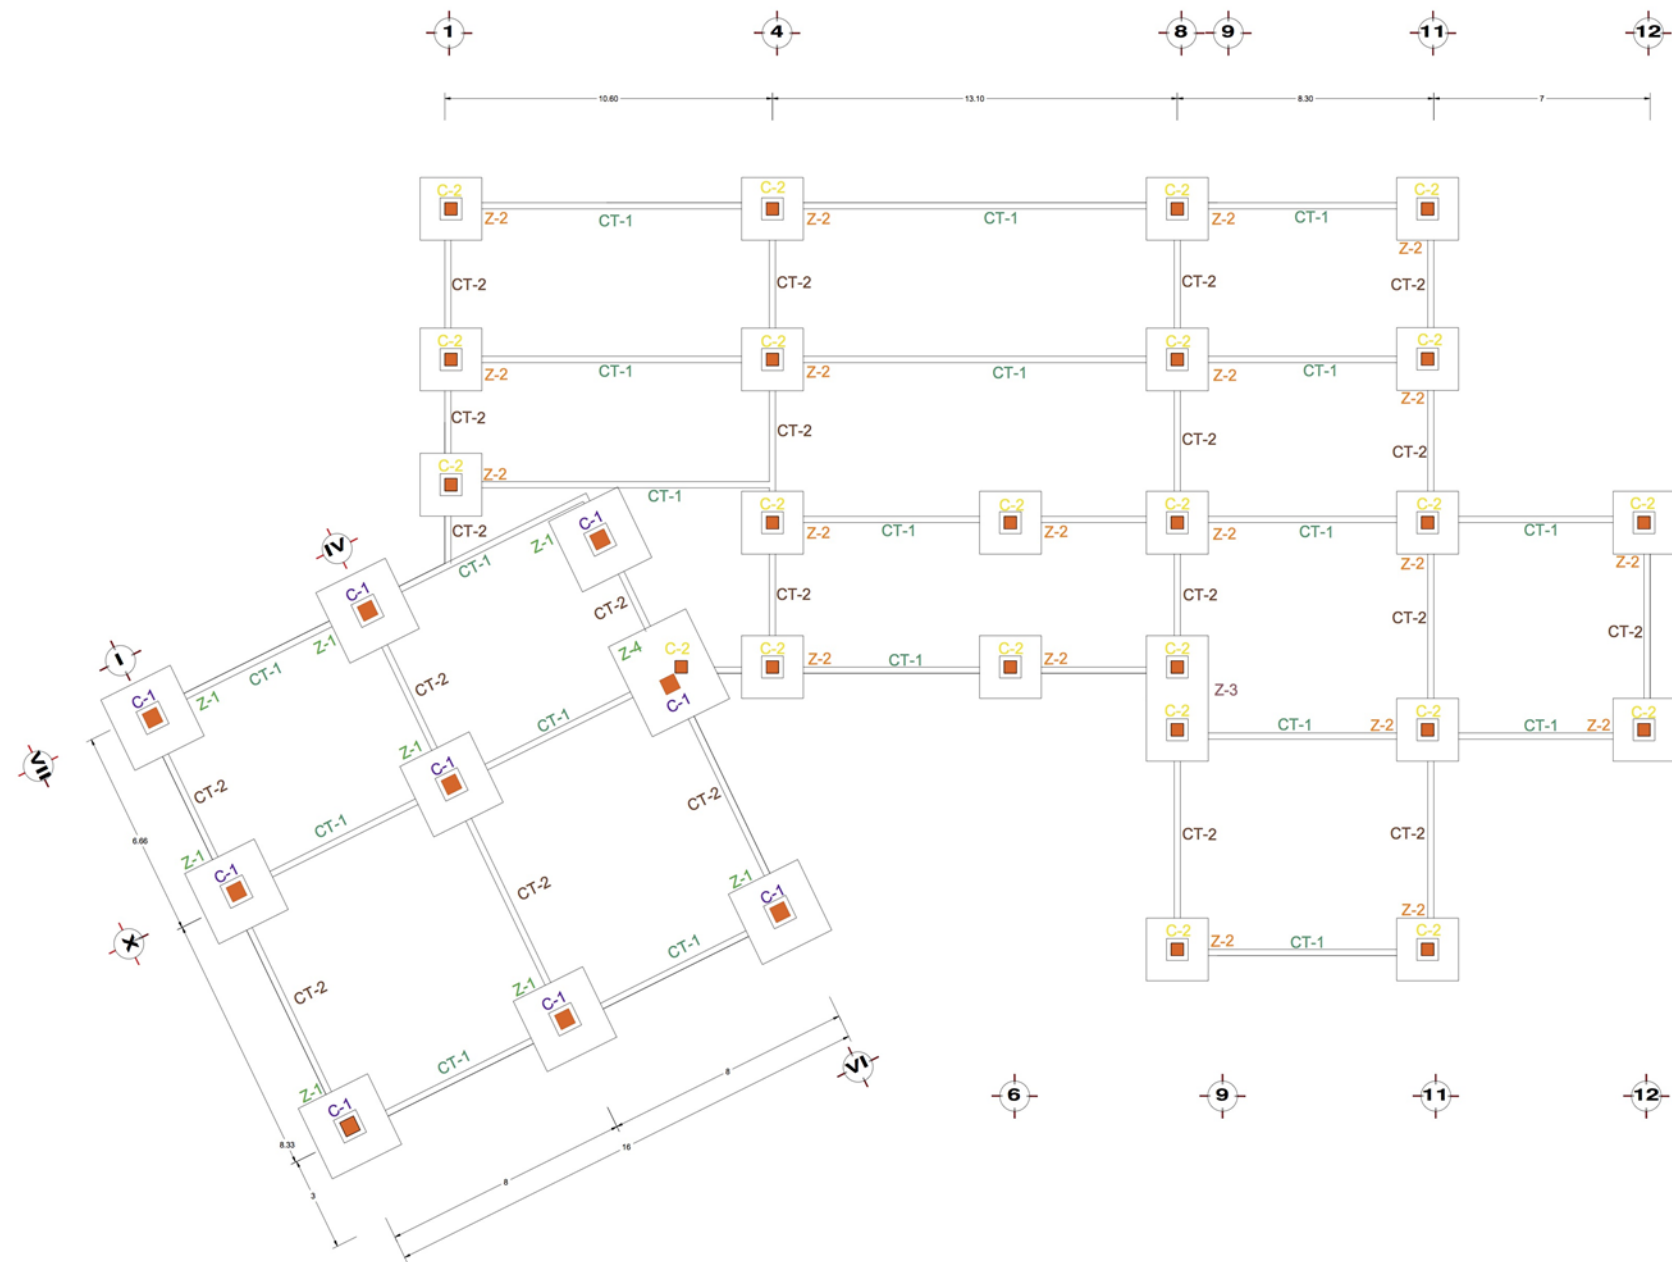 1 4 8 9 11 12
10.60 13.10 8.30 7
C-2 C-2 C-2 C-2
Z-2 CT-1 Z-2 CT-1 Z-2 CT-1
Z-2
CT-2 CT-2 CT-2 CT-2
C-2 C-2 C-2 C-2
Z-2 CT-1 Z-2 CT-1 Z-2 CT-1
Z-2
CT-2 CT-2 CT-2 CT-2
C-2 Z-2
CT-1
C-2 C-2 C-2 C-2 C-2
CT-2 C-1 Z-2 CT-1 Z-2 Z-2 CT-1 CT-1
IV Z-1
Z-2 Z-2
CT-1
C-1 CT-2 CT-2 CT-2 CT-2 CT-2
Z-1 Z-4 C-2 C-2 C-2 C-2
I Z-2 CT-1 Z-2
CT-1 CT-2
C-1 Z-1 C-1 Z-3
C-2 C-2 C-2
CT-1 CT-1 Z-2 CT-1 Z-2
Z-1
VII C-1
CT-2 CT-2
6.66 CT-1 CT-2 CT-2
Z-1
C-1 Z-1
CT-2 C-1
Z-2
X CT-1 C-2 C-2
Z-2 CT-1
CT-2 Z-1
C-1
CT-1 VI
Z-1 8
C-1 6 9 11 12
8.33 16
8
3